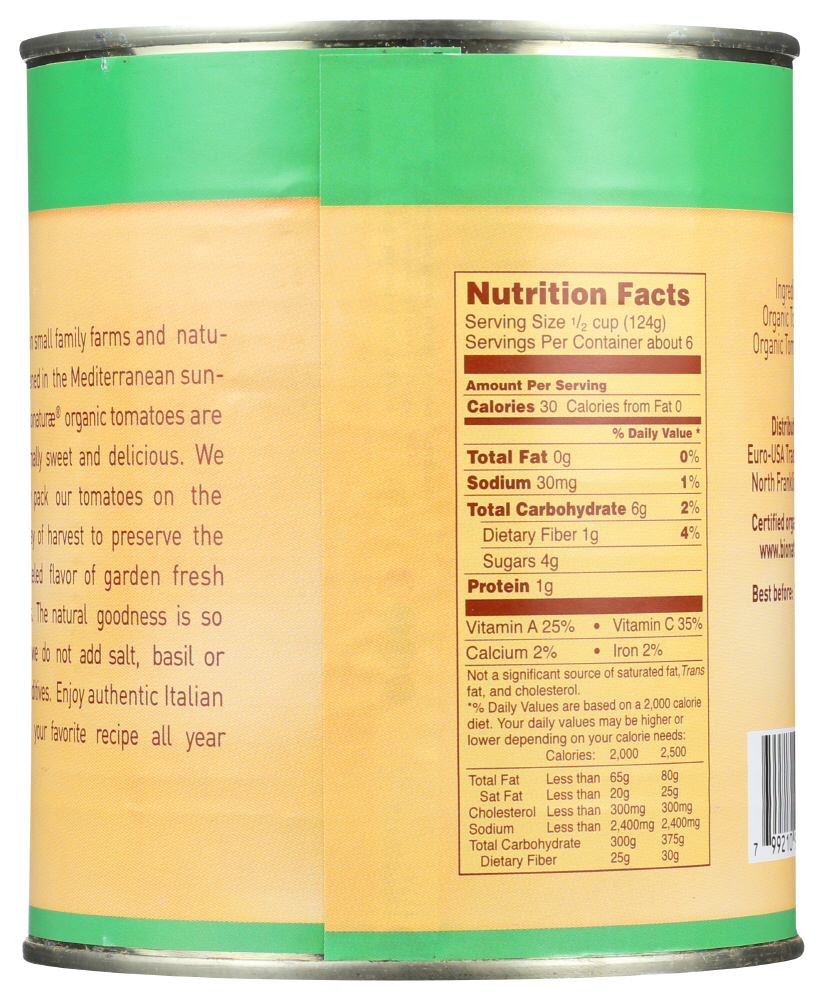 small family farms and natu-
in the Mediterranean sun-
organic tomatoes are
sweet and delicious. We
pack our tomatoes on the
of harvest to preserve the
flavor of garden fresh
The natural goodness is so
we do not add salt, basil or
Enjoy authentic Italian
your favorite recipe all year
Nutrition Facts
Serving Size 1/2 cup (124g)
Servings Per Container about 6
Amount Per Serving
Calories 30 Calories from Fat 0
% Daily Value *
Total Fat 0g 0%
Sodium 30mg 1%
Total Carbohydrate 6g 2%
Dietary Fiber 1g 4%
Sugars 4g
Protein 1g
Vitamin A 25% • Vitamin C 35%
Calcium 2% • Iron 2%
Not a significant source of saturated fat, Trans
fat, and cholesterol.
*% Daily Values are based on a 2,000 calorie
diet. Your daily values may be higher or
lower depending on your calorie needs:
Calories: 2,000 2,500
Total Fat Less than 65g 80g
Sat Fat Less than 20g 25g
Cholesterol Less than 300mg 300mg
Sodium Less than 2,400mg 2,400mg
Total Carbohydrate 300g 375g
Dietary Fiber 25g 30g
Organic
Organic
Euro-USA
North
Certified
Best before:
7